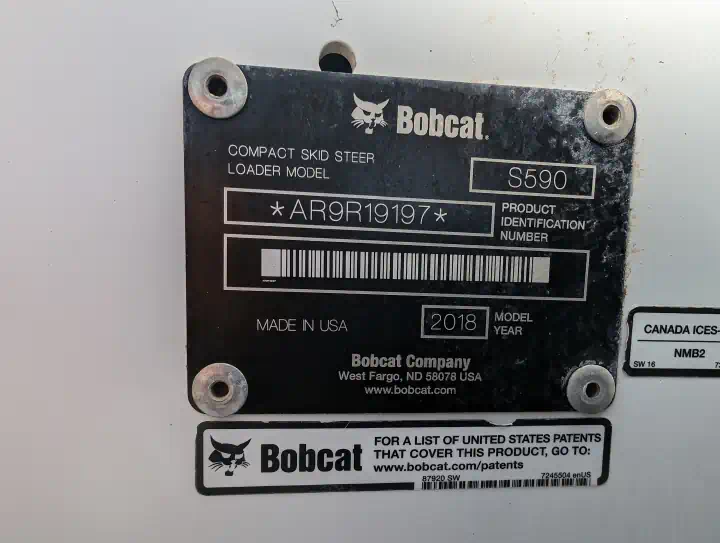 Bobcat.
COMPACT SKID STEER
LOADER MODEL
S590
*AR9R19197*
PRODUCT
IDENTIFICATION
NUMBER
MADE IN USA
2018
MODEL
YEAR
Bobcat Company
West Fargo, ND 58078 USA
www.bobcat.com
CANADA ICES-
NMB2
SW 16
Bobcat
FOR A LIST OF UNITED STATES PATENTS
THAT COVER THIS PRODUCT, GO TO:
www.bobcat.com/patents
87920 SW
7245504 enUS